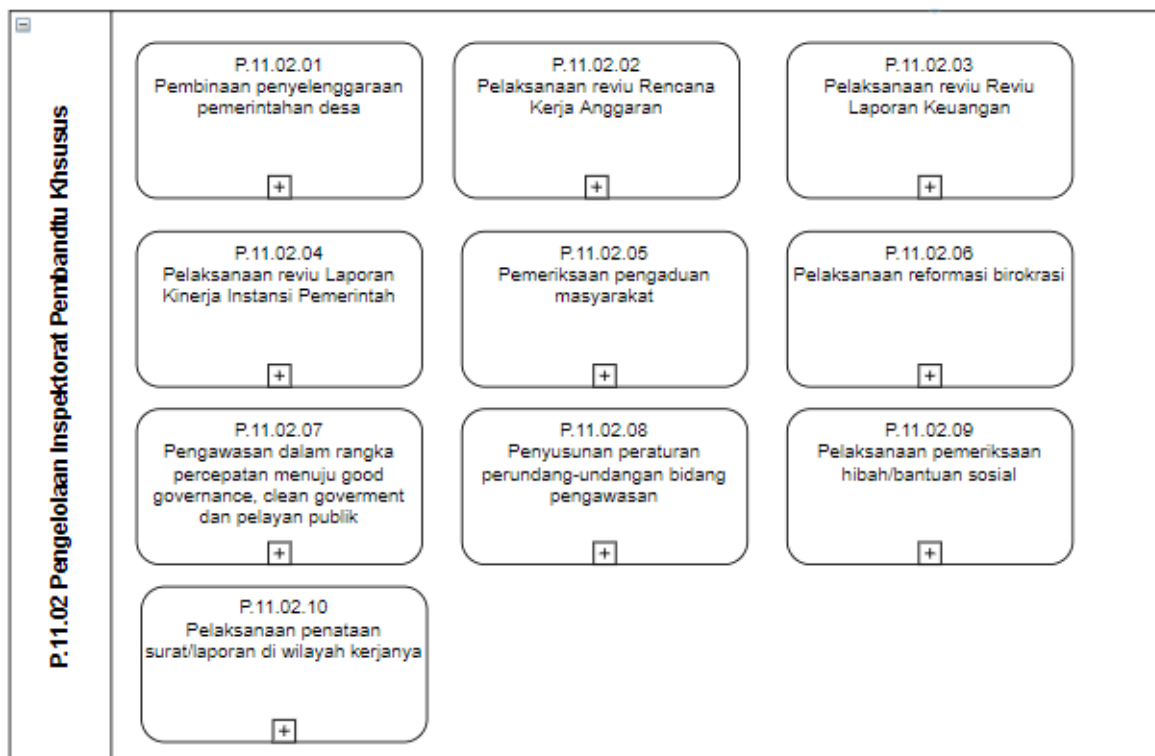 P.11.02 Pengelolaan Inspektorat Pembandtu Khsusus
P.11.02.01
Pembinaan penyelenggaraan
pemerintahan desa
P.11.02.02
Pelaksanaan reviu Rencana
Kerja Anggaran
P.11.02.03
Pelaksanaan reviu Reviu
Laporan Keuangan
P.11.02.04
Pelaksanaan reviu Laporan
Kinerja Instansi Pemerintah
P.11.02.05
Pemeriksaan pengaduan
masyarakat
P.11.02.06
Pelaksanaan reformasi birokrasi
P.11.02.07
Pengawasan dalam rangka
percepatan menuju good
governance, clean goverment
dan pelayan publik
P.11.02.08
Penyusunan peraturan
perundang-undangan bidang
pengawasan
P.11.02.09
Pelaksanaan pemeriksaan
hibah/bantuan sosial
P.11.02.10
Pelaksanaan penataan
surat/laporan di wilayah kerjanya